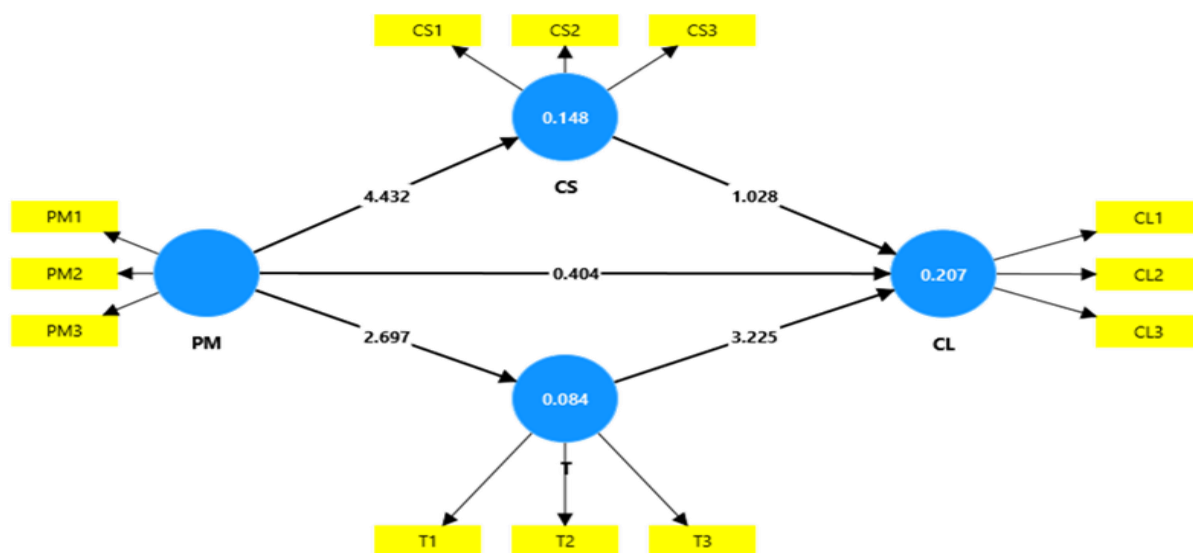 CS1
CS2
CS3
0.148
CS
4.432
1.028
PM1
PM2
PM3
PM
0.404
0.207
CL
CL1
CL2
CL3
2.697
3.225
0.084
T
T1
T2
T3